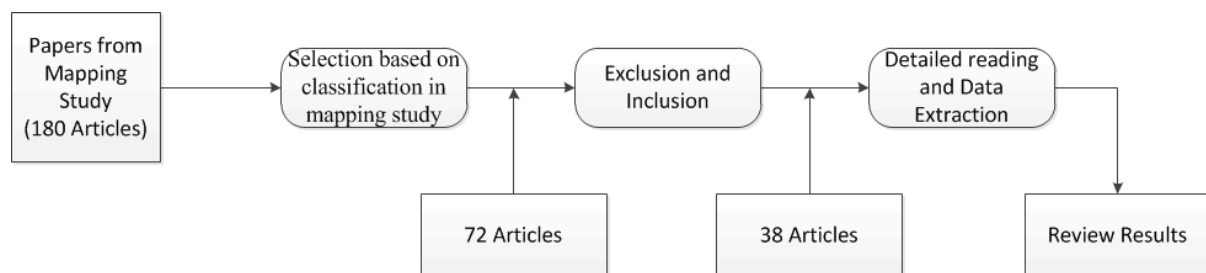 Papers from
Mapping
Study
(180 Articles)
Selection based on
classification in
mapping study
Exclusion and
Inclusion
Detailed reading
and Data
Extraction
72 Articles
38 Articles
Review Results